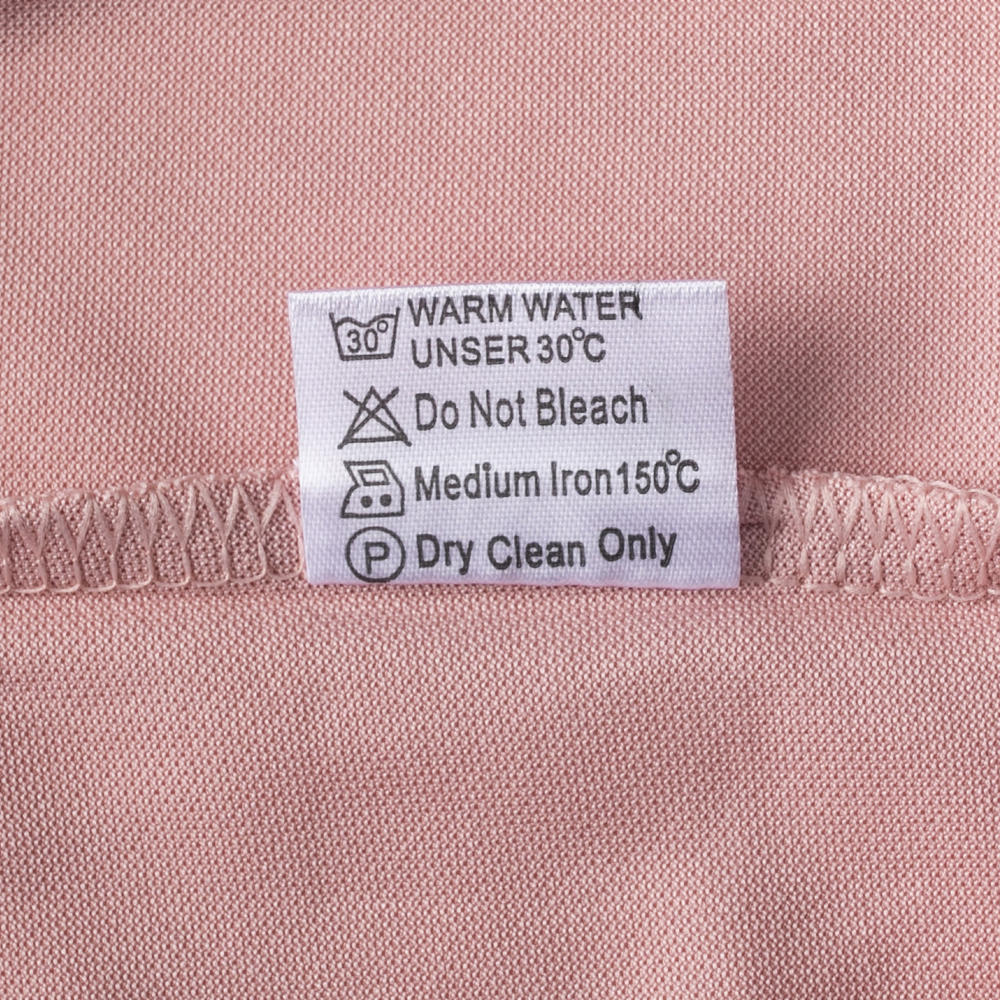 30° WARM WATER
UNSER 30°C
Do Not Bleach
Medium Iron 150°C
P Dry Clean Only